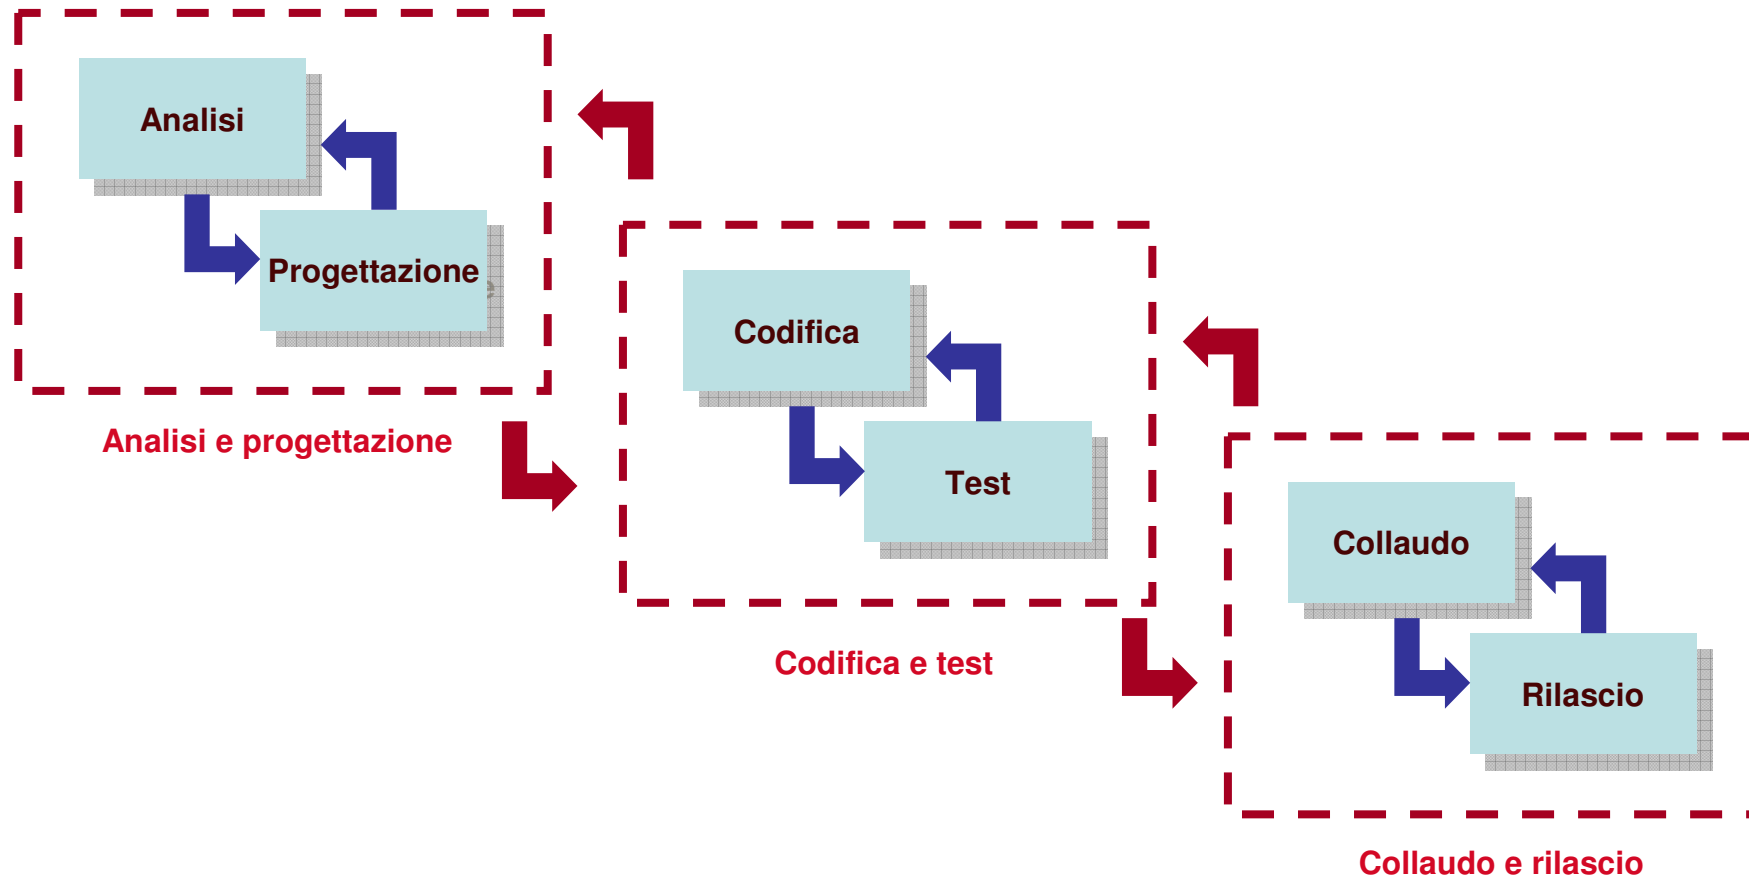 Analisi
Progettazione
Analisi e progettazione
Codifica
Test
Codifica e test
Collaudo
Rilascio
Collaudo e rilascio